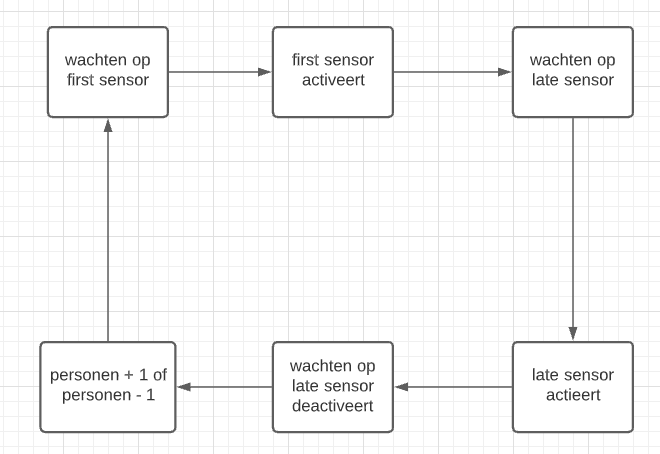 wachten op
first sensor
first sensor
activeert
wachten op
late sensor
personen + 1 of
personen - 1
wachten op
late sensor
deactiveert
late sensor
actieert